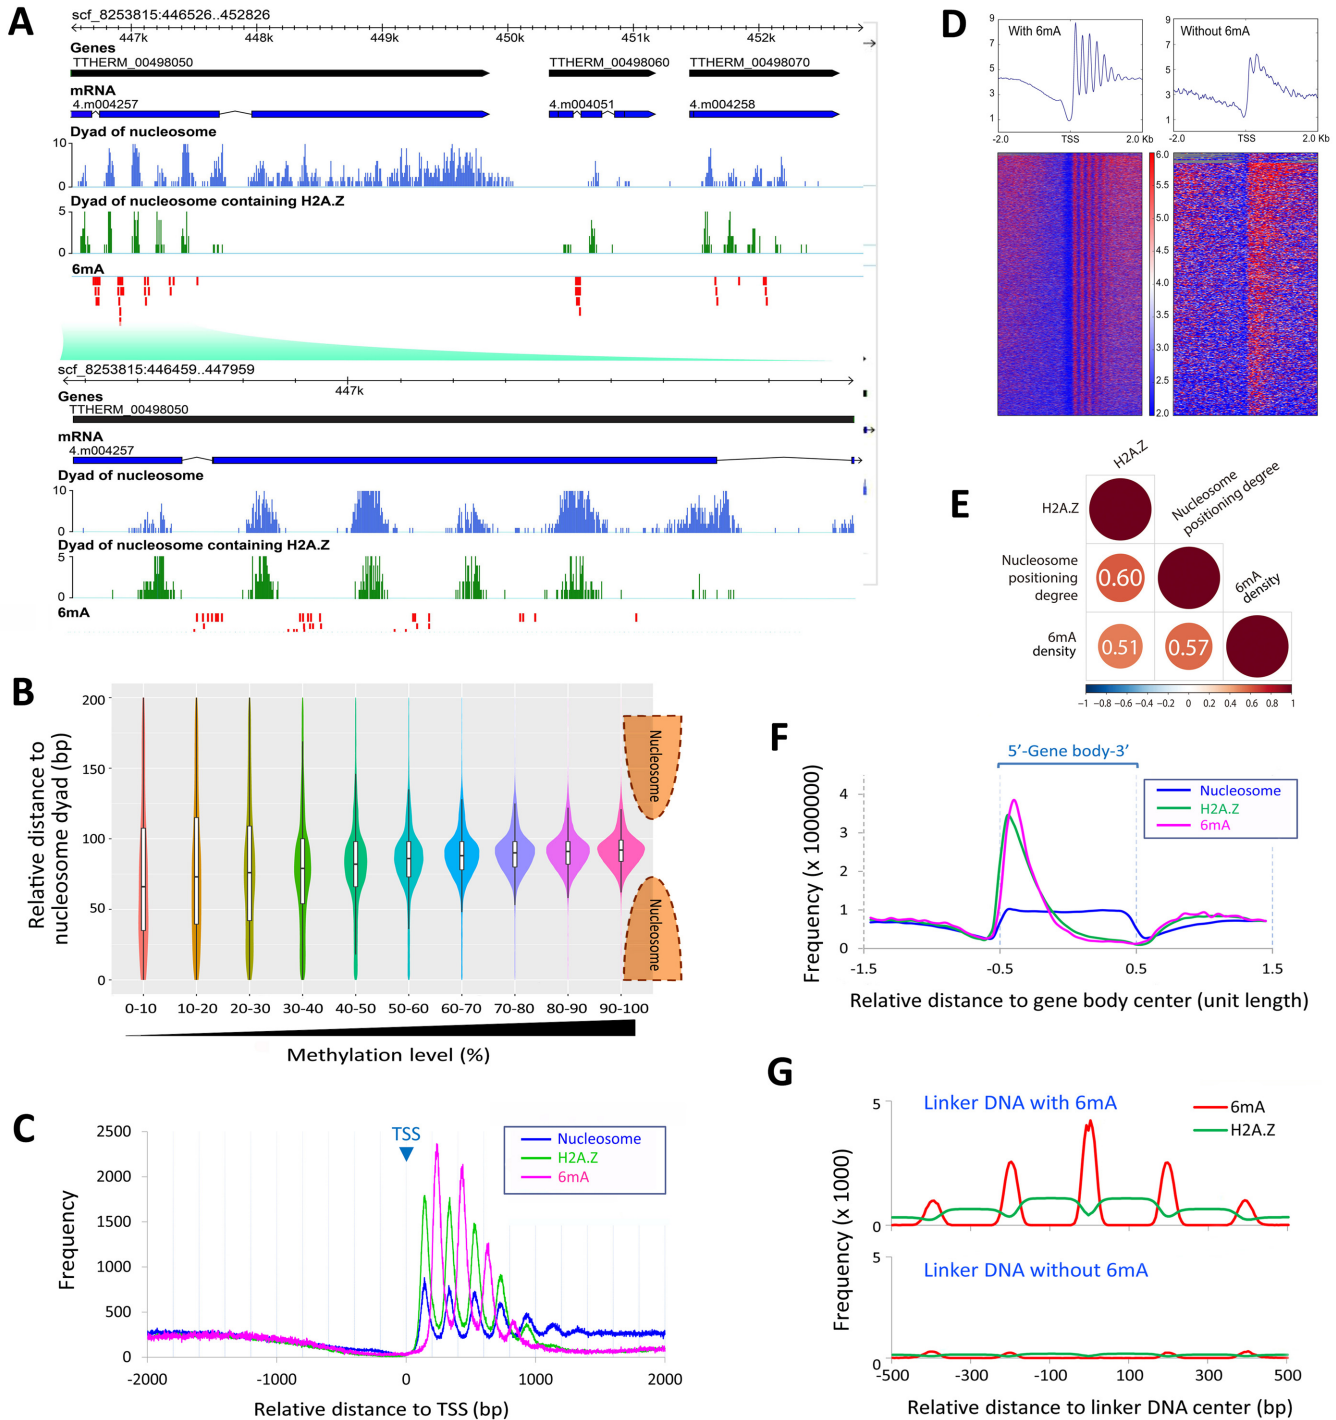 A
scf_8253815:446526..452826
447k 448k 449k 450k 451k 452k
Genes
TTHERM_00498050 TTHERM_00498060 TTHERM_00498070
mRNA
4.m004257 4.m004051 4.m004258
Dyad of nucleosome
10
0
Dyad of nucleosome containing H2A.Z
5
0
6mA
scf_8253815:446459..447959
447k
Genes
TTHERM_00498050
mRNA
4.m004257
Dyad of nucleosome
10
0
Dyad of nucleosome containing H2A.Z
5
0
6mA
B
Relative distance to
nucleosome dyad (bp)
200
150
100
50
0
Nucleosome
Nucleosome
0-10 10-20 20-30 30-40 40-50 50-60 60-70 70-80 80-90 90-100
Methylation level (%)
C
TSS
Nucleosome
H2A.Z
6mA
Frequency
2500
2000
1500
1000
500
0
-2000 -1000 0 1000 2000
Relative distance to TSS (bp)
D
With 6mA
9
7
5
3
1
-2.0 TSS 2.0 Kb
Without 6mA
9
7
5
3
1
-2.0 TSS 2.0 Kb
6.0
5.5
5.0
4.5
4.0
3.5
3.0
2.5
2.0
E
H2A.Z
Nucleosome
positioning degree
6mA
density
H2A.Z
Nucleosome
positioning
degree
0.60
6mA
density
0.51 0.57
−1 −0.8 −0.6 −0.4 −0.2 0 0.2 0.4 0.6 0.8 1
F
5’-Gene body-3’
Nucleosome
H2A.Z
6mA
Frequency (x 1000000)
4
3
2
1
0
-1.5 -0.5 0.5 1.5
Relative distance to gene body center (unit length)
G
Linker DNA with 6mA
6mA
H2A.Z
5
0
Linker DNA without 6mA
5
0
Frequency (x 1000)
-500 -300 -100 100 300 500
Relative distance to linker DNA center (bp)